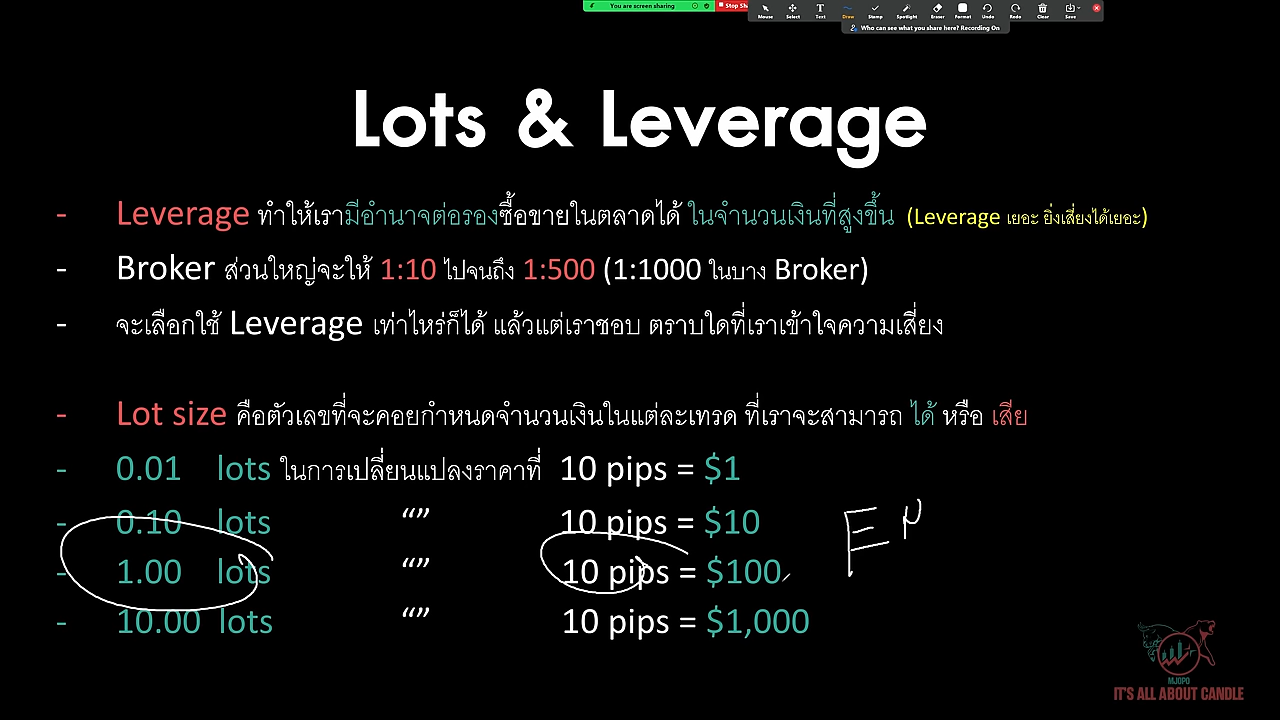 You are screen sharing
Stop Sha
Mouse Select Text Draw Stamp Spotlight Eraser Format Undo Redo Clear Save
Who can see what you share here? Recording On
Lots & Leverage
- Leverage ทำให้เรามีอำนาจต่อรองซื้อขายในตลาดได้ ในจำนวนเงินที่สูงขึ้น (Leverage เยอะ ยิ่งเสี่ยงได้เยอะ)
- Broker ส่วนใหญ่จะให้ 1:10 ไปจนถึง 1:500 (1:1000 ในบาง Broker)
- จะเลือกใช้ Leverage เท่าไหร่ก็ได้ แล้วแต่เราชอบ ตราบใดที่เราเข้าใจความเสี่ยง
- Lot size คือตัวเลขที่จะคอยกำหนดจำนวนเงินในแต่ละเทรด ที่เราจะสามารถ ได้ หรือ เสีย
- 0.01 lots ในการเปลี่ยนแปลงราคาที่ 10 pips = $1
- 0.10 lots “” 10 pips = $10
- 1.00 lots “” 10 pips = $100
- 10.00 lots “” 10 pips = $1,000
MJOPO
IT'S ALL ABOUT CANDLE